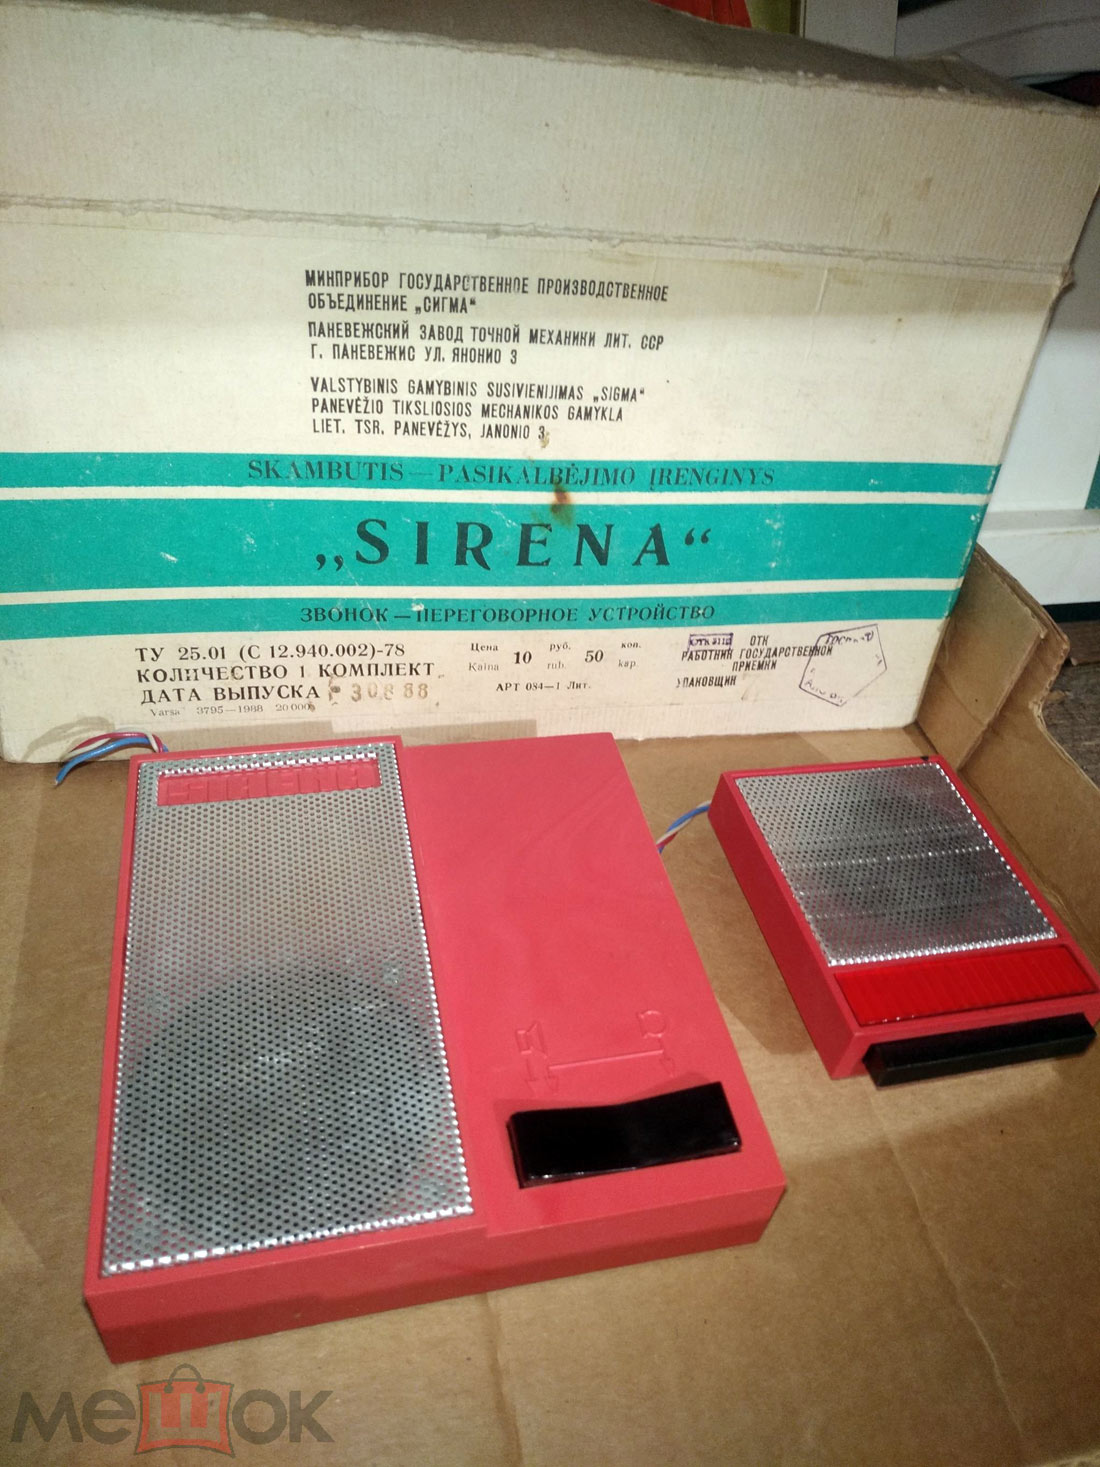 МИНПРИБОР ГОСУДАРСТВЕННОЕ ПРОИЗВОДСТВЕННОЕ
ОБЪЕДИНЕНИЕ „СИГМА“
ПАНЕВЕЖСКИЙ ЗАВОД ТОЧНОЙ МЕХАНИКИ ЛИТ. ССР
Г. ПАНЕВЕЖИС УЛ. ЯНОНИО 3
VALSTYBINIS GAMYBINIS SUSIVIENIJIMAS „SIGMA“
PANEVĖŽIO TIKSLIOSIOS MECHANIKOS GAMYKLA
LIET. TSR. PANEVĖŽYS, JANONIO 3
SKAMBUTIS — PASIKALBĖJIMO ĮRENGINYS
„SIRENA“
ЗВОНОК — ПЕРЕГОВОРНОЕ УСТРОЙСТВО
ТУ 25.01 (С 12.940.002)-78
КОЛИЧЕСТВО 1 КОМПЛЕКТ
ДАТА ВЫПУСКА 30.8 88
Varsa 3795—1988 20 000
Цена 10 руб. 50 коп.
Kaina rub. kap
АРТ 084—1 Лит.
ОТК
РАБОТНИК ГОСУДАРСТВЕННОЙ
ПРИЕМКИ
УПАКОВЩИК
SIRENA
мешок